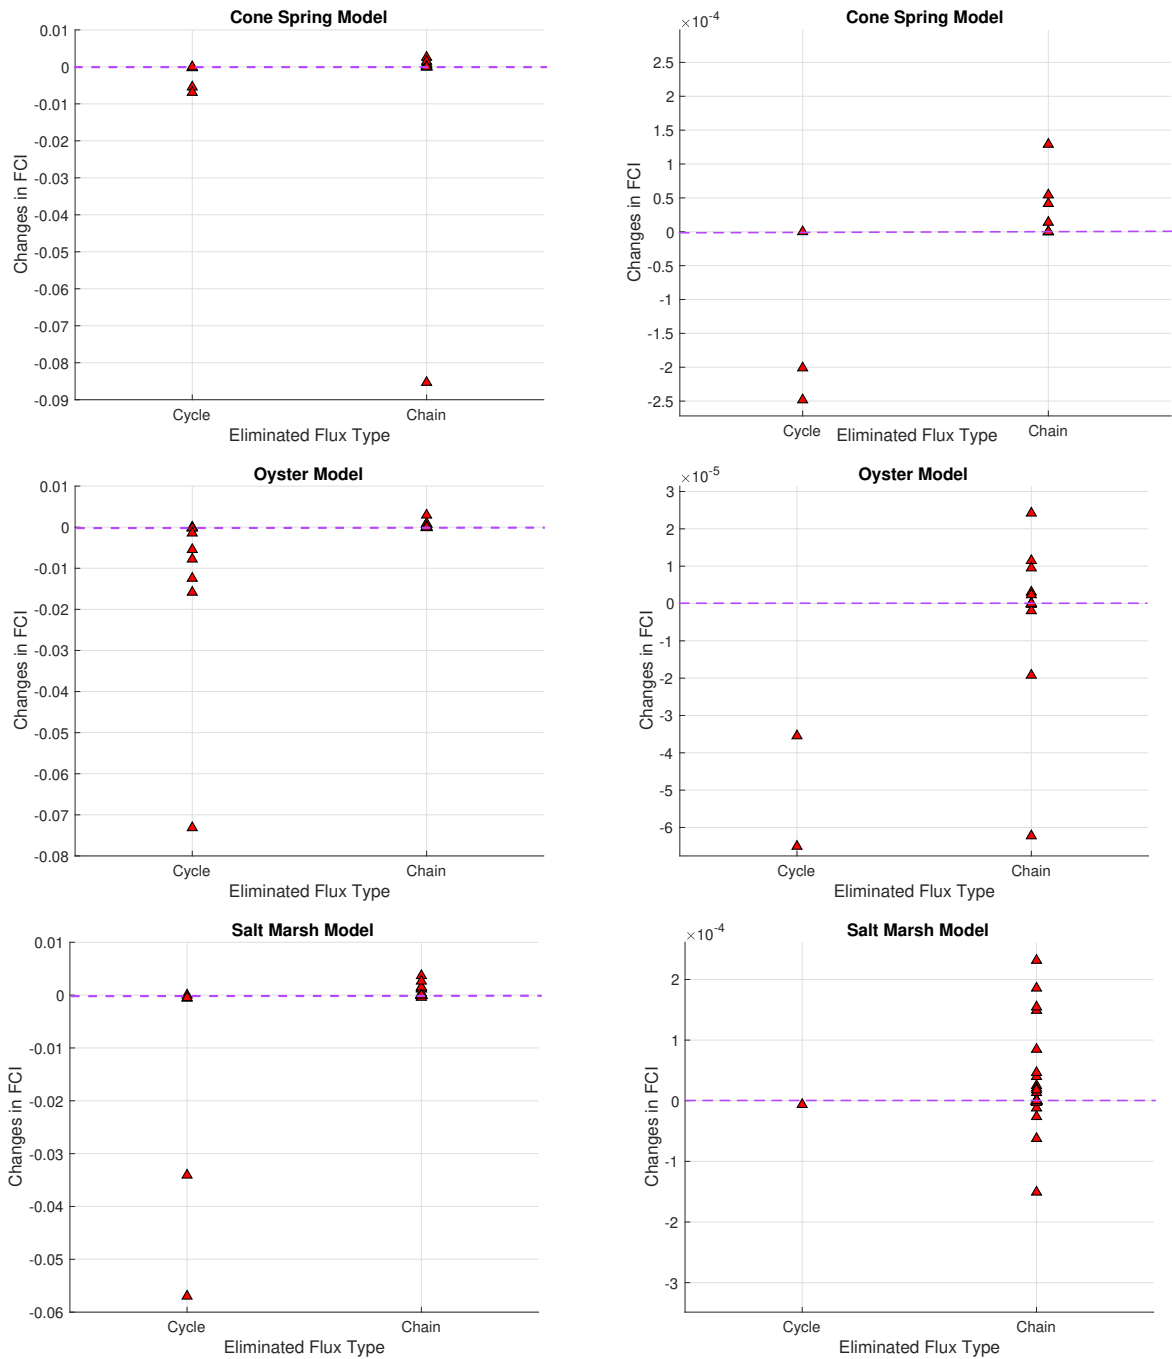 Cone Spring Model
0.01
0
-0.01
-0.02
-0.03
-0.04
-0.05
-0.06
-0.07
-0.08
-0.09
Changes in FCI
Cycle
Chain
Eliminated Flux Type
Cone Spring Model
×10-4
2.5
2
1.5
1
0.5
0
-0.5
-1
-1.5
-2
-2.5
Changes in FCI
Cycle
Chain
Eliminated Flux Type
Oyster Model
0.01
0
-0.01
-0.02
-0.03
-0.04
-0.05
-0.06
-0.07
-0.08
Changes in FCI
Cycle
Chain
Eliminated Flux Type
Oyster Model
×10-5
3
2
1
0
-1
-2
-3
-4
-5
-6
Changes in FCI
Cycle
Chain
Eliminated Flux Type
Salt Marsh Model
0.01
0
-0.01
-0.02
-0.03
-0.04
-0.05
-0.06
Changes in FCI
Cycle
Chain
Eliminated Flux Type
Salt Marsh Model
×10-4
2
1
0
-1
-2
-3
Changes in FCI
Cycle
Chain
Eliminated Flux Type